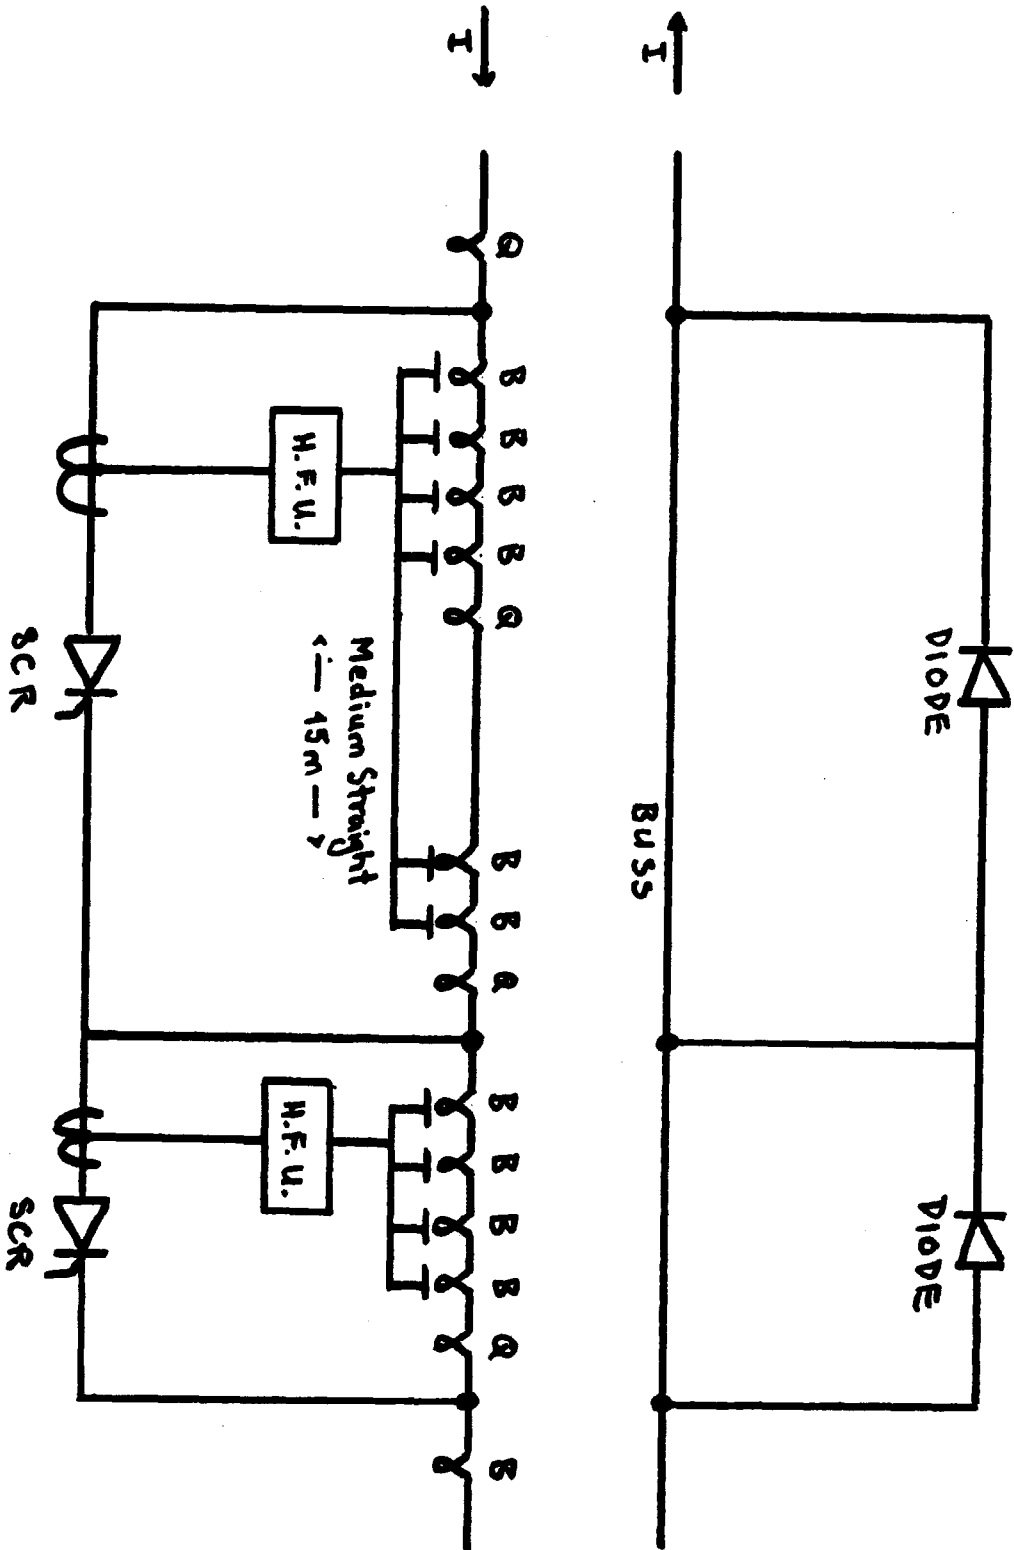 DIODE DIODE
BUSS
I
Q B B B B Q B B Q B B B B Q B
I
Medium Straight
<— 15m —>
H.F.U. H.F.U.
SCR SCR